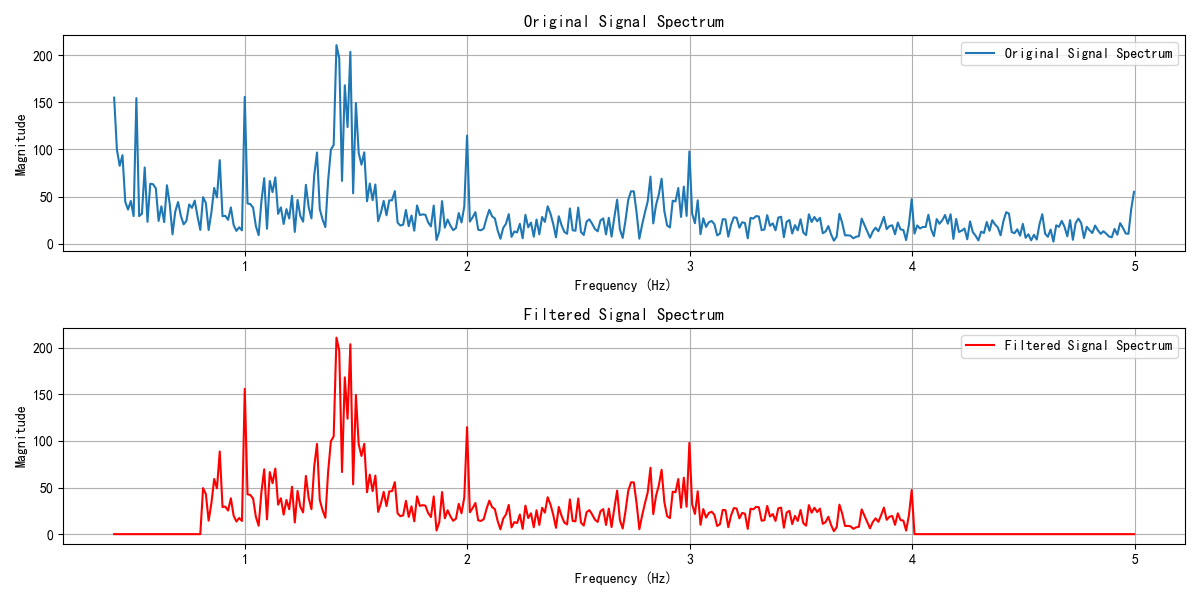 Original Signal Spectrum
Original Signal Spectrum
Magnitude
200
150
100
50
0
1
2
3
4
5
Frequency (Hz)
Filtered Signal Spectrum
Filtered Signal Spectrum
Magnitude
200
150
100
50
0
1
2
3
4
5
Frequency (Hz)